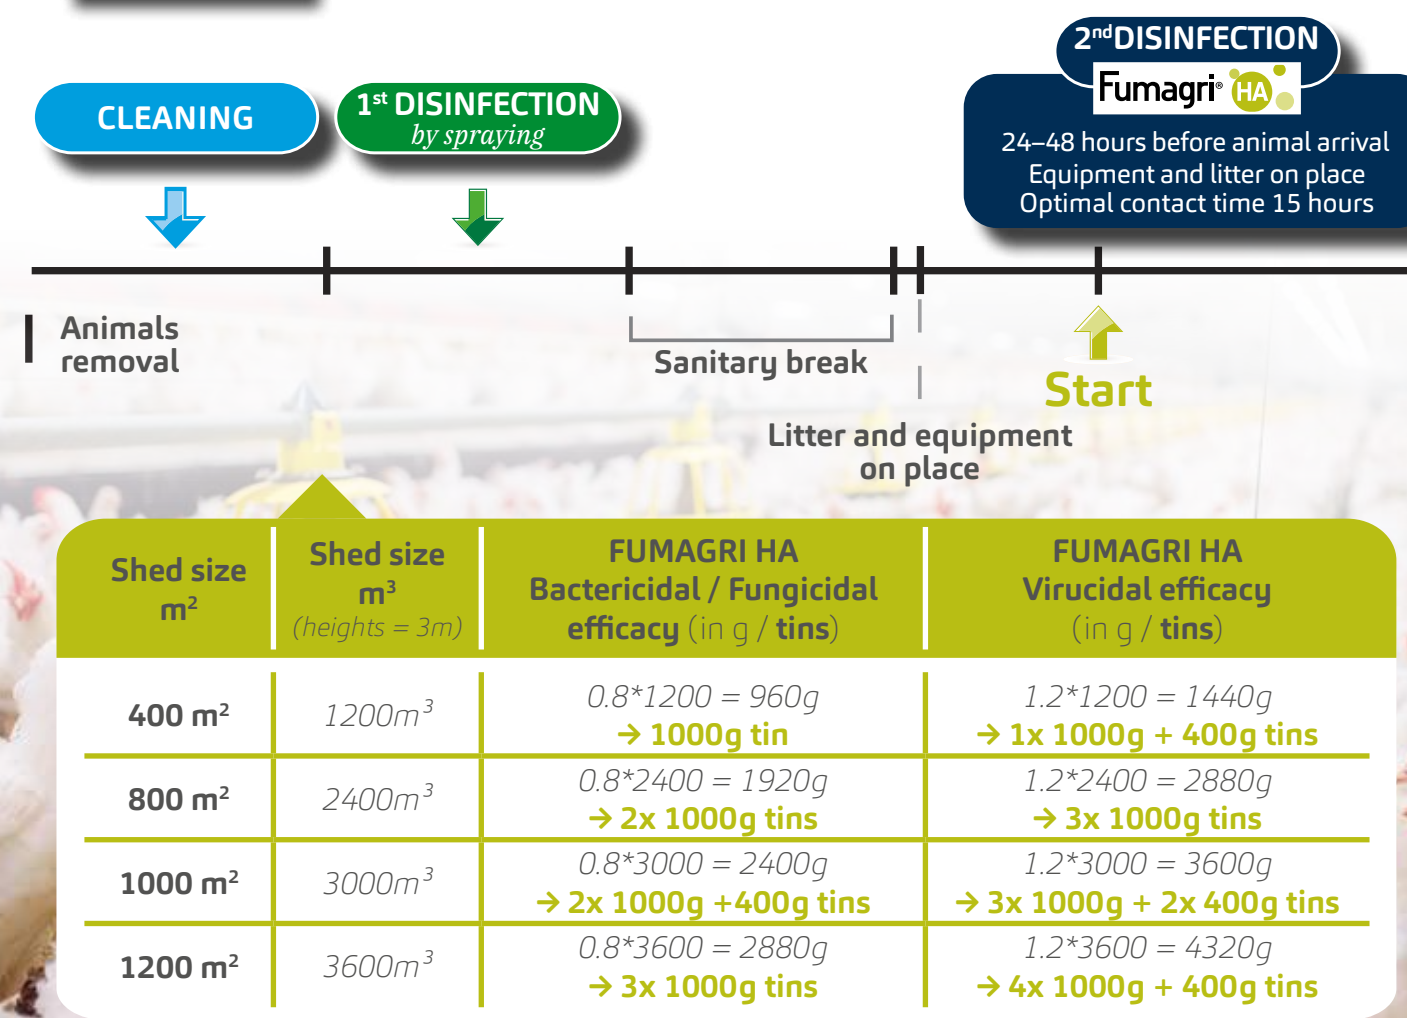 2nd DISINFECTION
Fumagri® HA
24–48 hours before animal arrival
Equipment and litter on place
Optimal contact time 15 hours
CLEANING
1st DISINFECTION
by spraying
Animals
removal
Sanitary break
Start
Litter and equipment
on place
Shed size
m²
Shed size
m³
(heights = 3m)
FUMAGRI HA
Bactericidal / Fungicidal
efficacy (in g / tins)
FUMAGRI HA
Virucidal efficacy
(in g / tins)
400 m²
1200m³
0.8*1200 = 960g
→ 1000g tin
1.2*1200 = 1440g
→ 1x 1000g + 400g tins
800 m²
2400m³
0.8*2400 = 1920g
→ 2x 1000g tins
1.2*2400 = 2880g
→ 3x 1000g tins
1000 m²
3000m³
0.8*3000 = 2400g
→ 2x 1000g +400g tins
1.2*3000 = 3600g
→ 3x 1000g + 2x 400g tins
1200 m²
3600m³
0.8*3600 = 2880g
→ 3x 1000g tins
1.2*3600 = 4320g
→ 4x 1000g + 400g tins